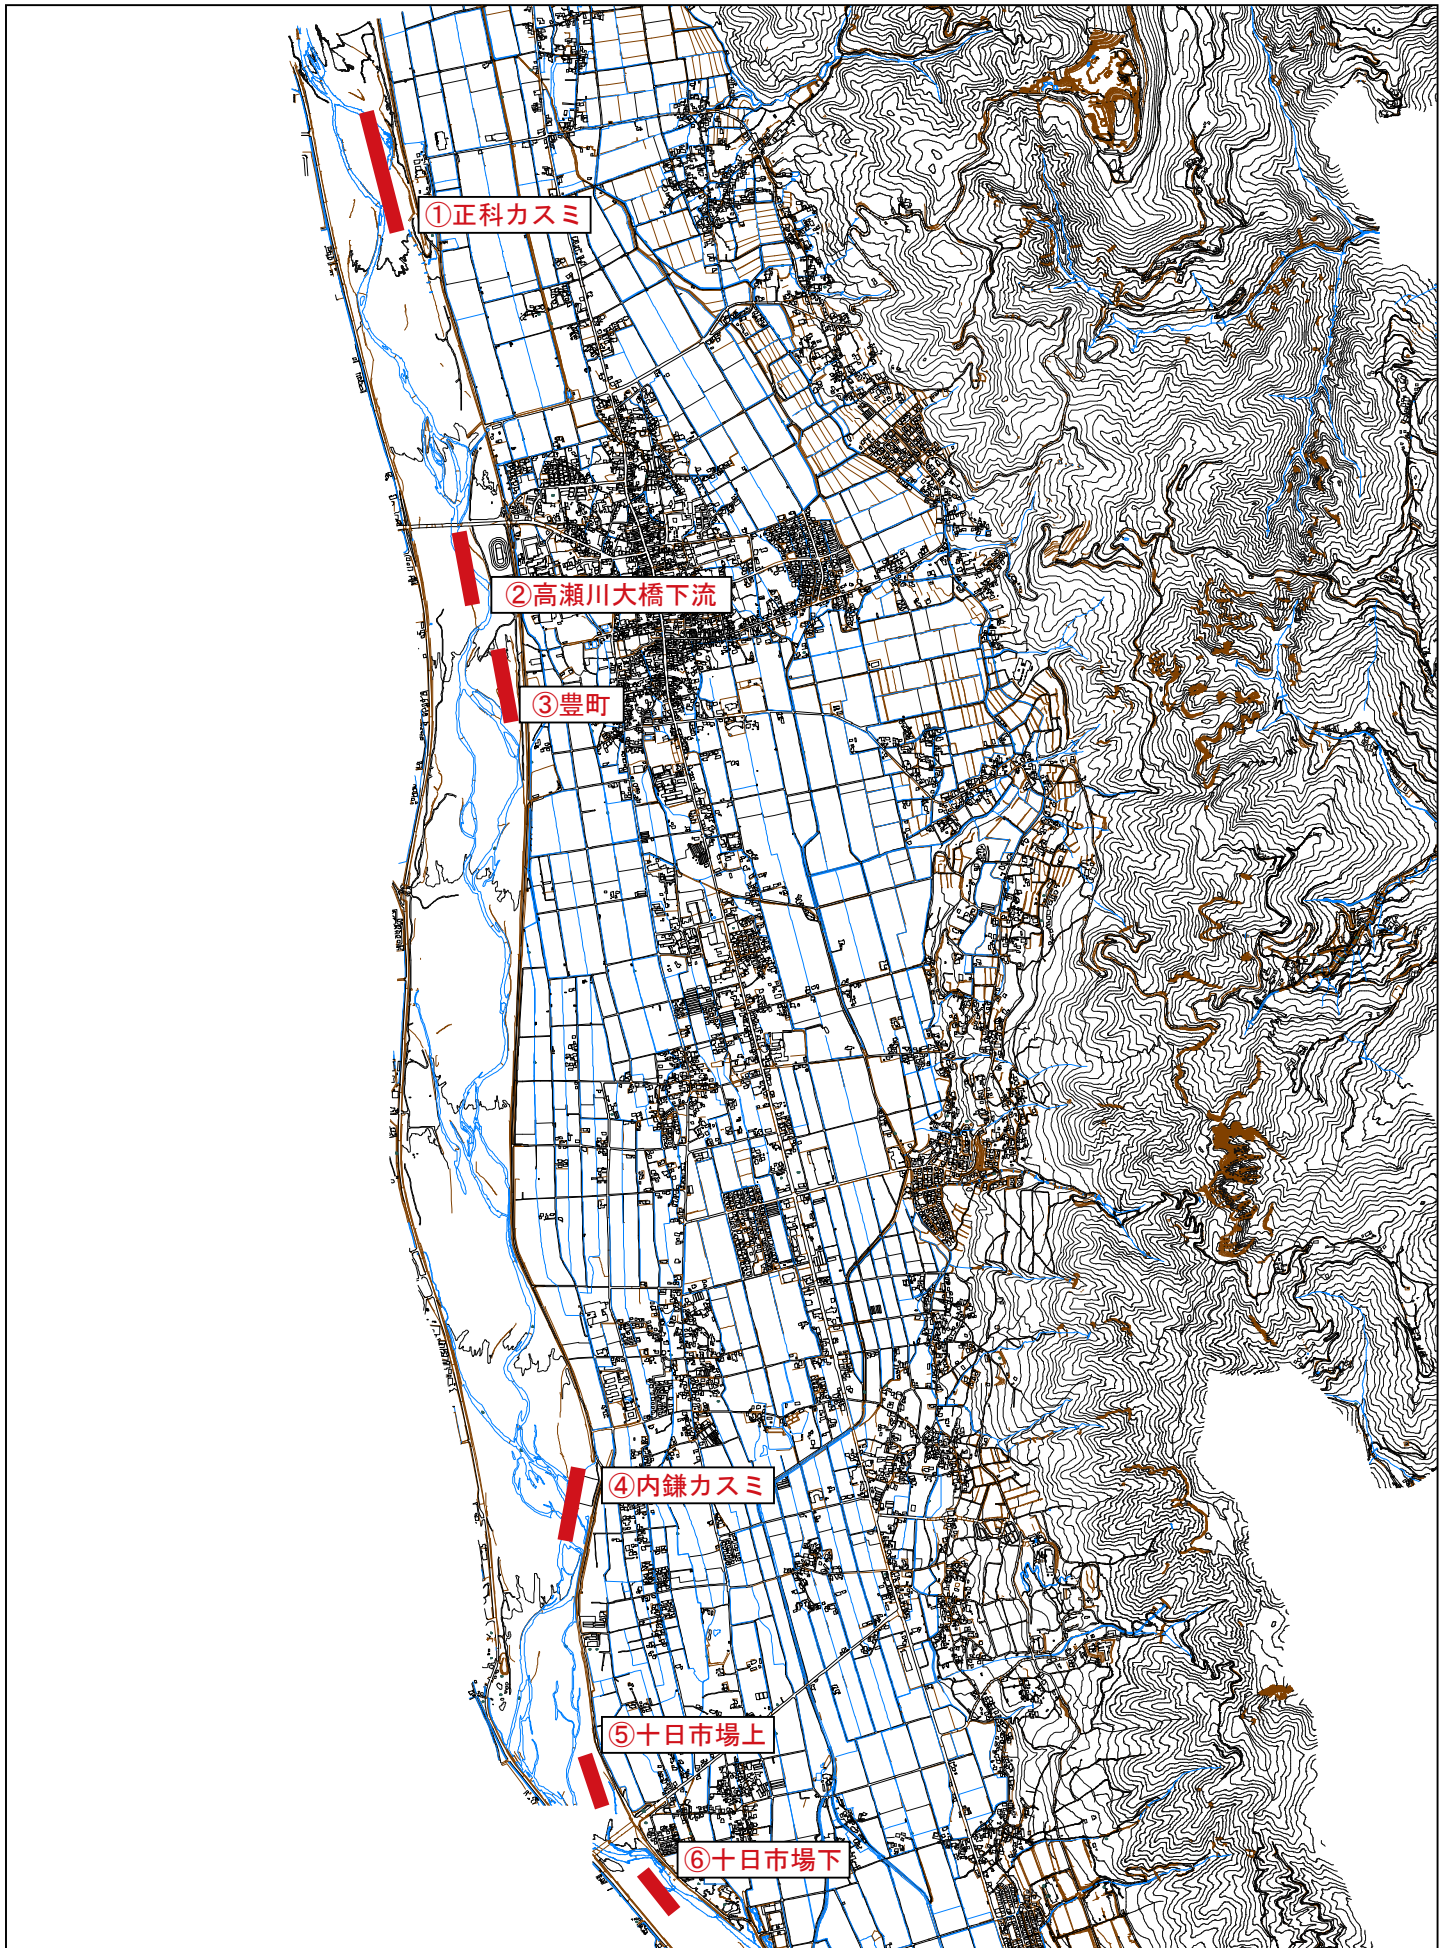 ①正科カスミ
②高瀬川大橋下流
③豊町
④内鎌カスミ
⑤十日市場上
⑥十日市場下